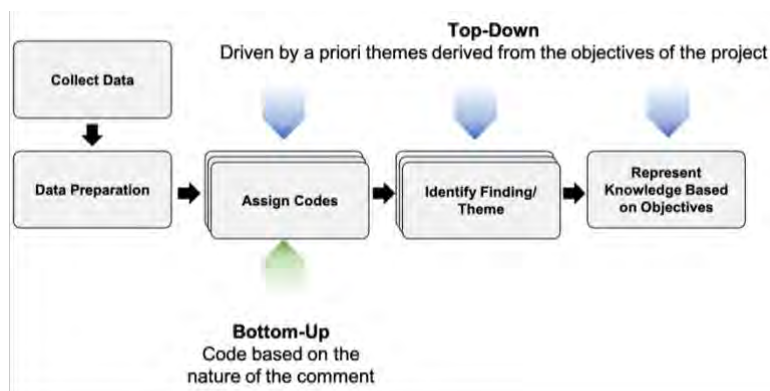 Top-Down
Driven by a priori themes derived from the objectives of the project
Collect Data
Data Preparation
Assign Codes
Identify Finding/
Theme
Represent
Knowledge Based
on Objectives
Bottom-Up
Code based on the
nature of the comment